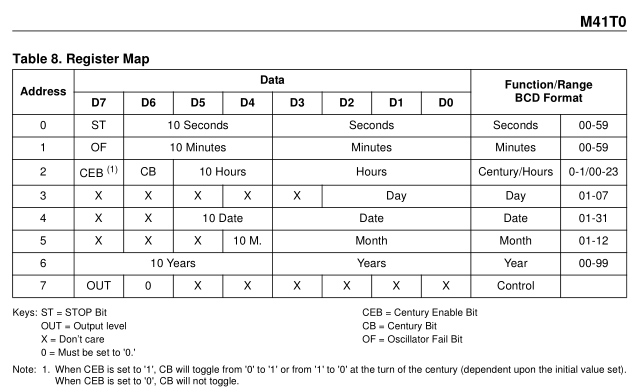 M41T0
Table 8. Register Map
Address Data Function/Range BCD Format
D7 D6 D5 D4 D3 D2 D1 D0
0 ST 10 Seconds Seconds Seconds 00-59
1 OF 10 Minutes Minutes Minutes 00-59
2 CEB (1) CB 10 Hours Hours Century/Hours 0-1/00-23
3 X X X X X Day Day 01-07
4 X X 10 Date Date Date 01-31
5 X X X 10 M. Month Month 01-12
6 10 Years Years Year 00-99
7 OUT 0 X X X X X X Control
Keys: ST = STOP Bit CEB = Century Enable Bit
OUT = Output level CB = Century Bit
X = Don't care OF = Oscillator Fail Bit
0 = Must be set to '0.'
Note: 1. When CEB is set to '1', CB will toggle from '0' to '1' or from '1' to '0' at the turn of the century (dependent upon the initial value set).
When CEB is set to '0', CB will not toggle.